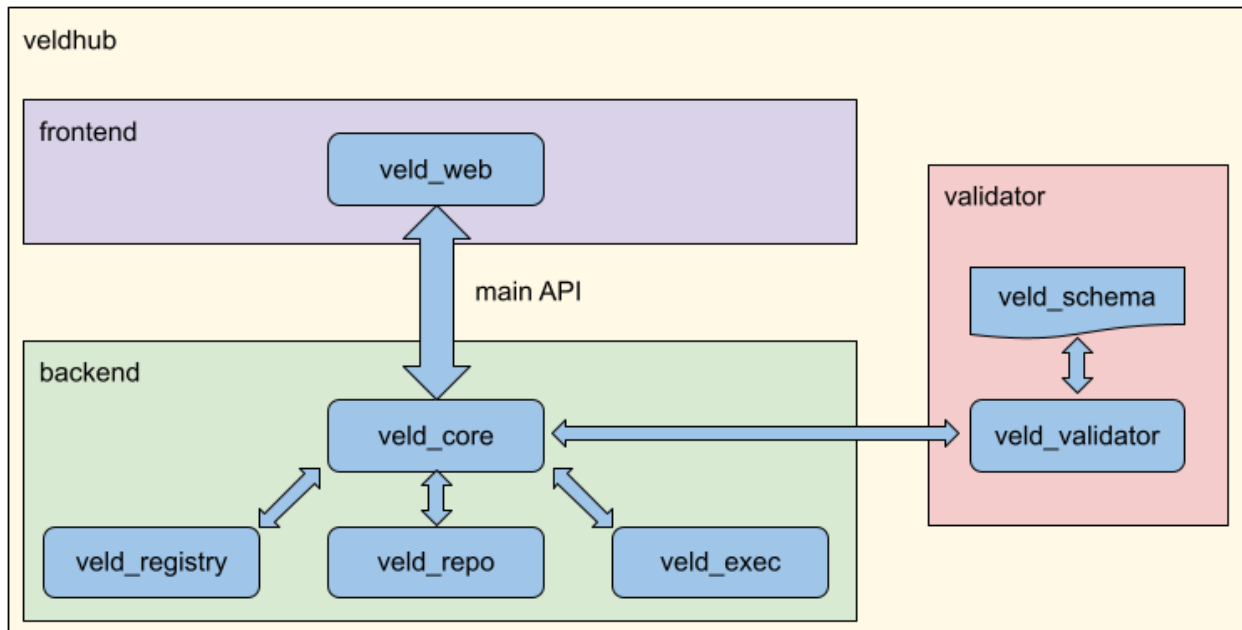 veldhub
frontend
veld_web
main API
validator
veld_schema
veld_validator
backend
veld_core
veld_registry
veld_repo
veld_exec